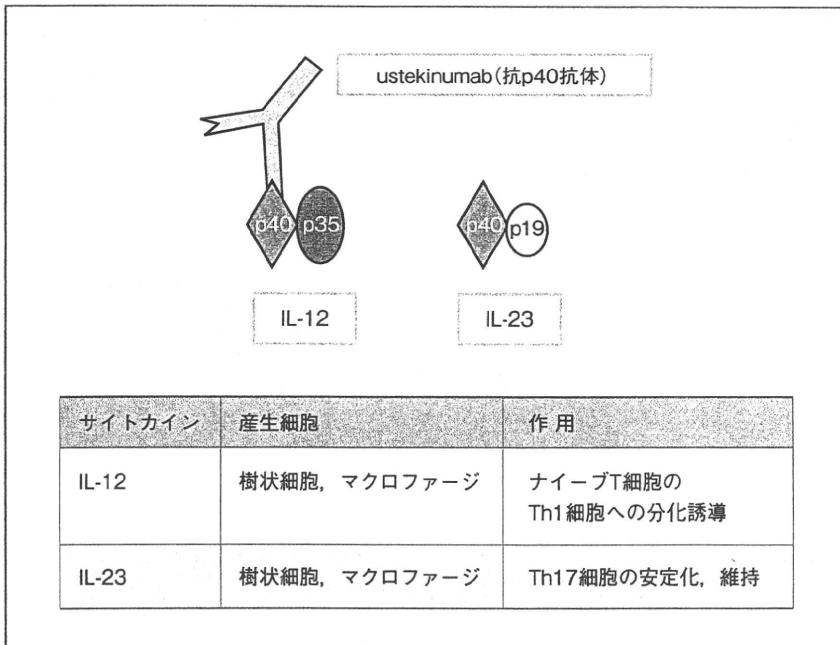 ustekinumab(抗p40抗体)
p40 p35
p40 p19
IL-12
IL-23
サイトカイン 産生細胞 作用
IL-12 樹状細胞，マクロファージ ナイーブT細胞の
Th1細胞への分化誘導
IL-23 樹状細胞，マクロファージ Th17細胞の安定化，維持